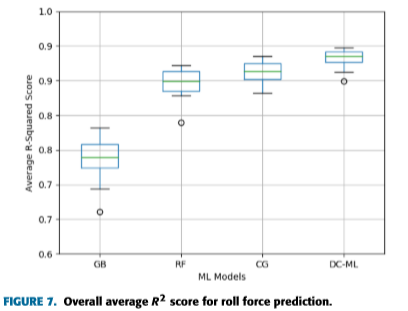 1.0
0.9
0.9
0.8
0.8
0.7
0.7
0.6
Average R-Squared Score
GB RF CG DC-ML
ML Models
FIGURE 7. Overall average R² score for roll force prediction.